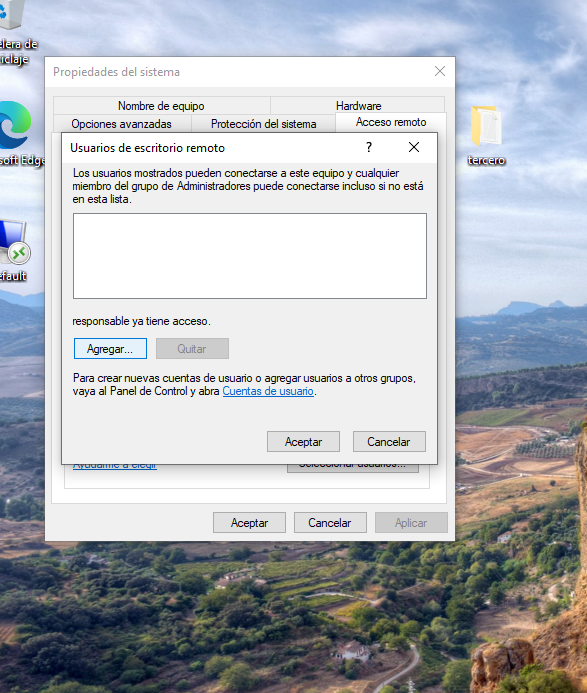 Propiedades del sistema
Nombre de equipo
Hardware
Opciones avanzadas
Protección del sistema
Acceso remoto
Usuarios de escritorio remoto
?
Los usuarios mostrados pueden conectarse a este equipo y cualquier
miembro del grupo de Administradores puede conectarse incluso si no está
en esta lista.
responsable ya tiene acceso.
Agregar...
Quitar
Para crear nuevas cuentas de usuario o agregar usuarios a otros grupos,
vaya al Panel de Control y abra Cuentas de usuario.
Aceptar
Cancelar
Ayudarme a elegir
Seleccionar usuarios...
Aceptar
Cancelar
Aplicar
elera de
iclaje
soft Edge
efault
tercero